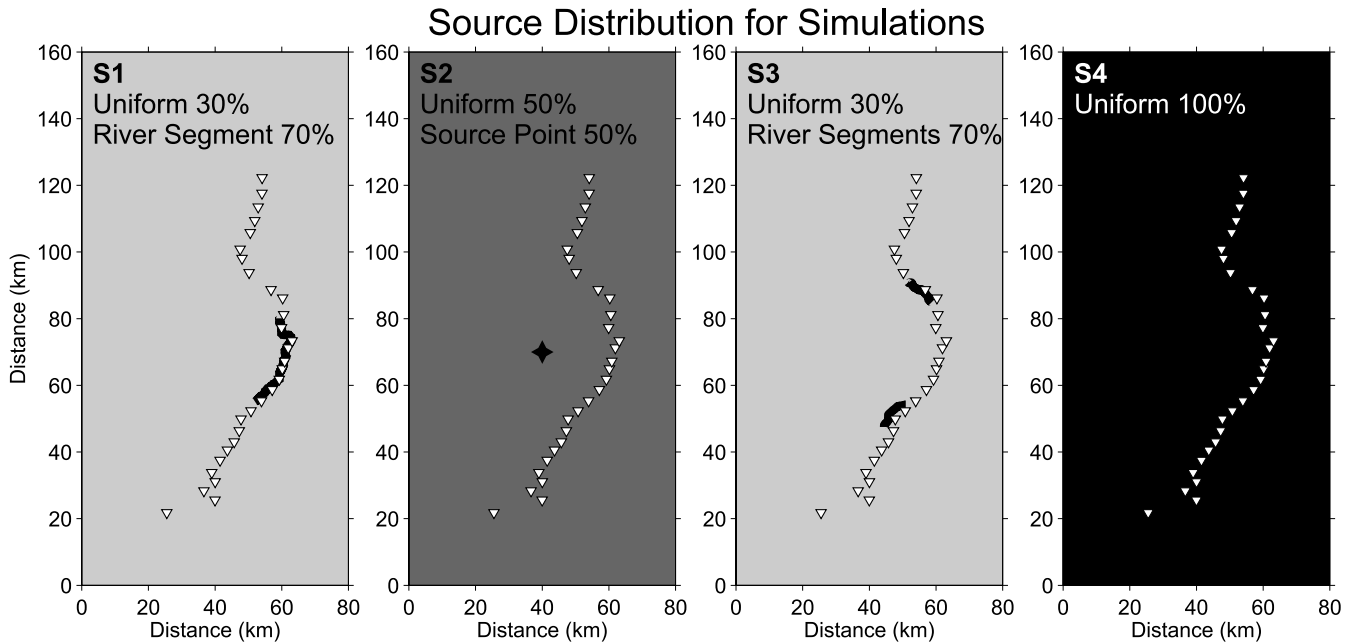 Source Distribution for Simulations
S1
Uniform 30%
River Segment 70%
S2
Uniform 50%
Source Point 50%
S3
Uniform 30%
River Segments 70%
S4
Uniform 100%
160
140
120
100
80
60
40
20
0
Distance (km)
0 20 40 60 80
Distance (km)
160
140
120
100
80
60
40
20
0
0 20 40 60 80
Distance (km)
160
140
120
100
80
60
40
20
0
0 20 40 60 80
Distance (km)
160
140
120
100
80
60
40
20
0
0 20 40 60 80
Distance (km)